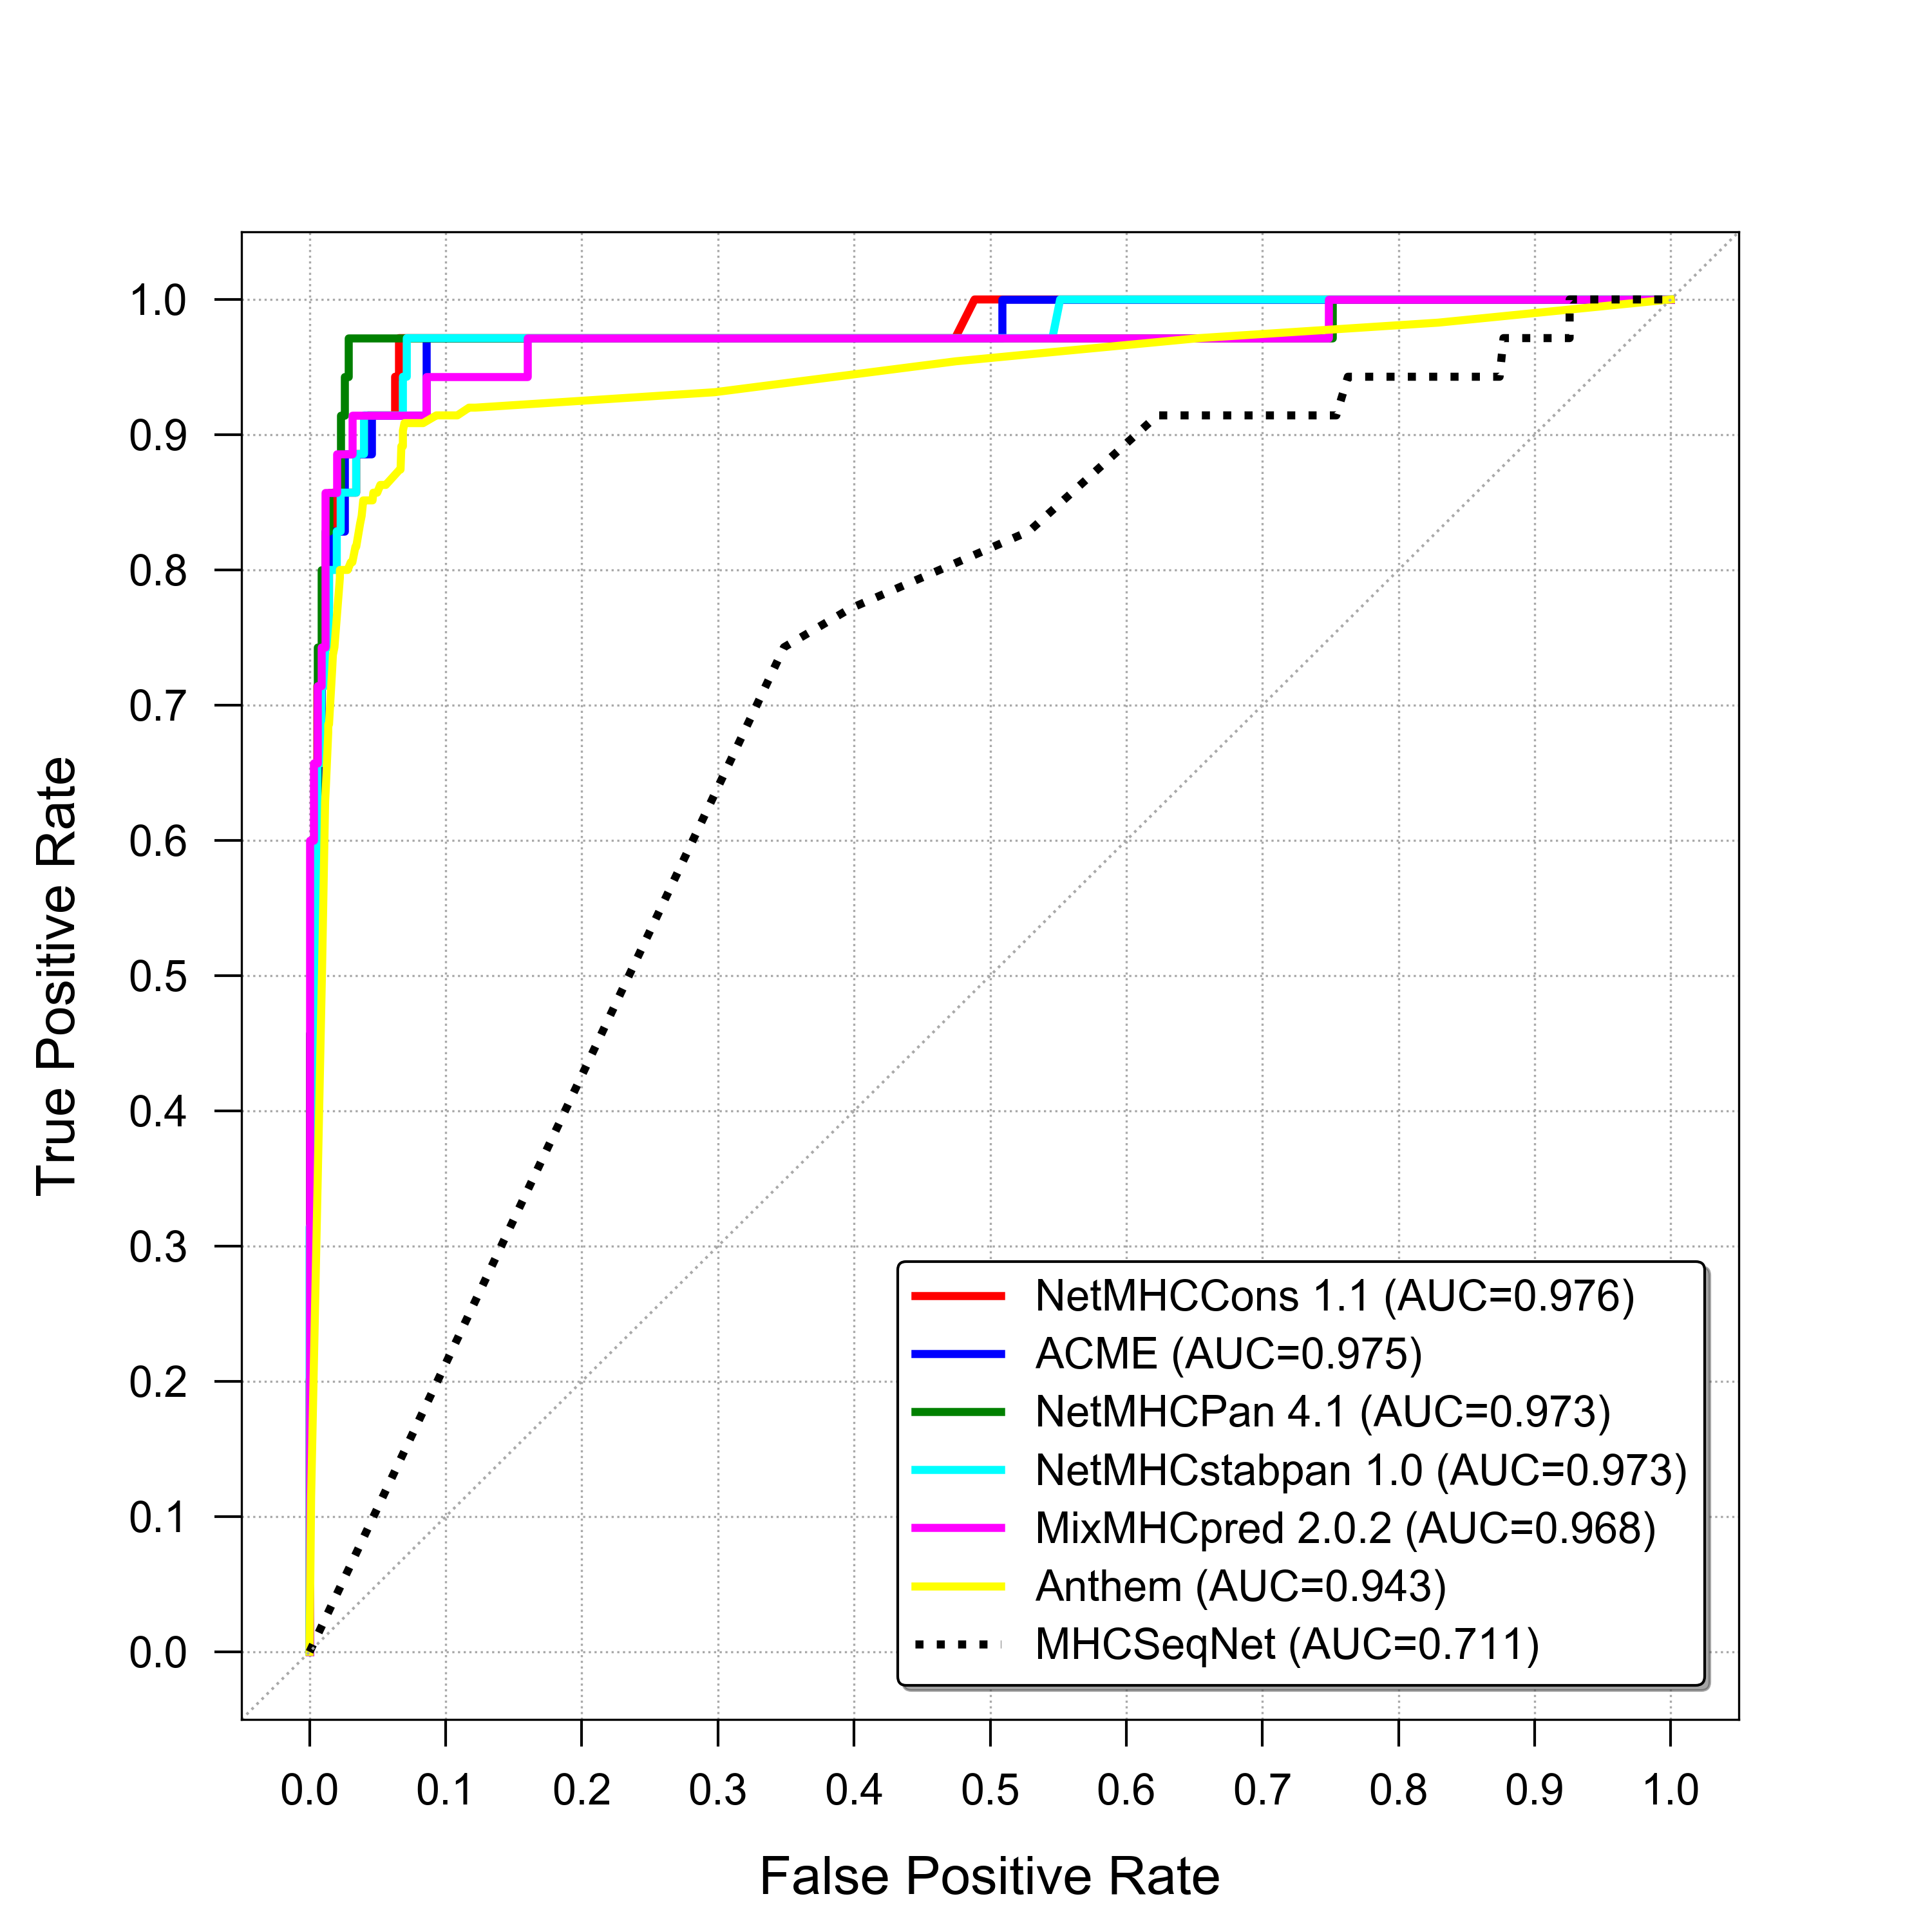 1.0
0.9
0.8
0.7
0.6
0.5
0.4
0.3
0.2
0.1
0.0
True Positive Rate
NetMHCCons 1.1 (AUC=0.976)
ACME (AUC=0.975)
NetMHCPan 4.1 (AUC=0.973)
NetMHCstabpan 1.0 (AUC=0.973)
MixMHCpred 2.0.2 (AUC=0.968)
Anthem (AUC=0.943)
MHCSeqNet (AUC=0.711)
0.0 0.1 0.2 0.3 0.4 0.5 0.6 0.7 0.8 0.9 1.0
False Positive Rate